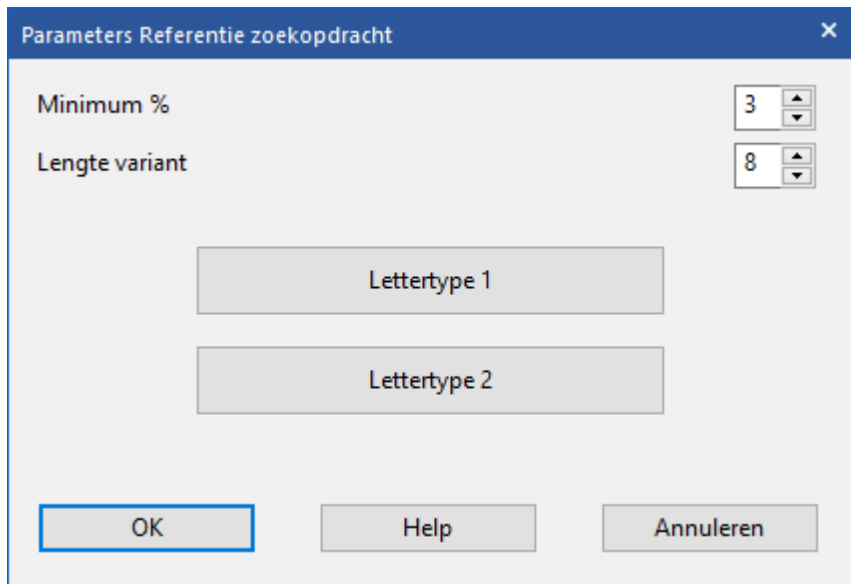 Parameters Referentie zoekopdracht
Minimum % 3
Lengte variant 8
Lettertype 1
Lettertype 2
OK Help Annuleren